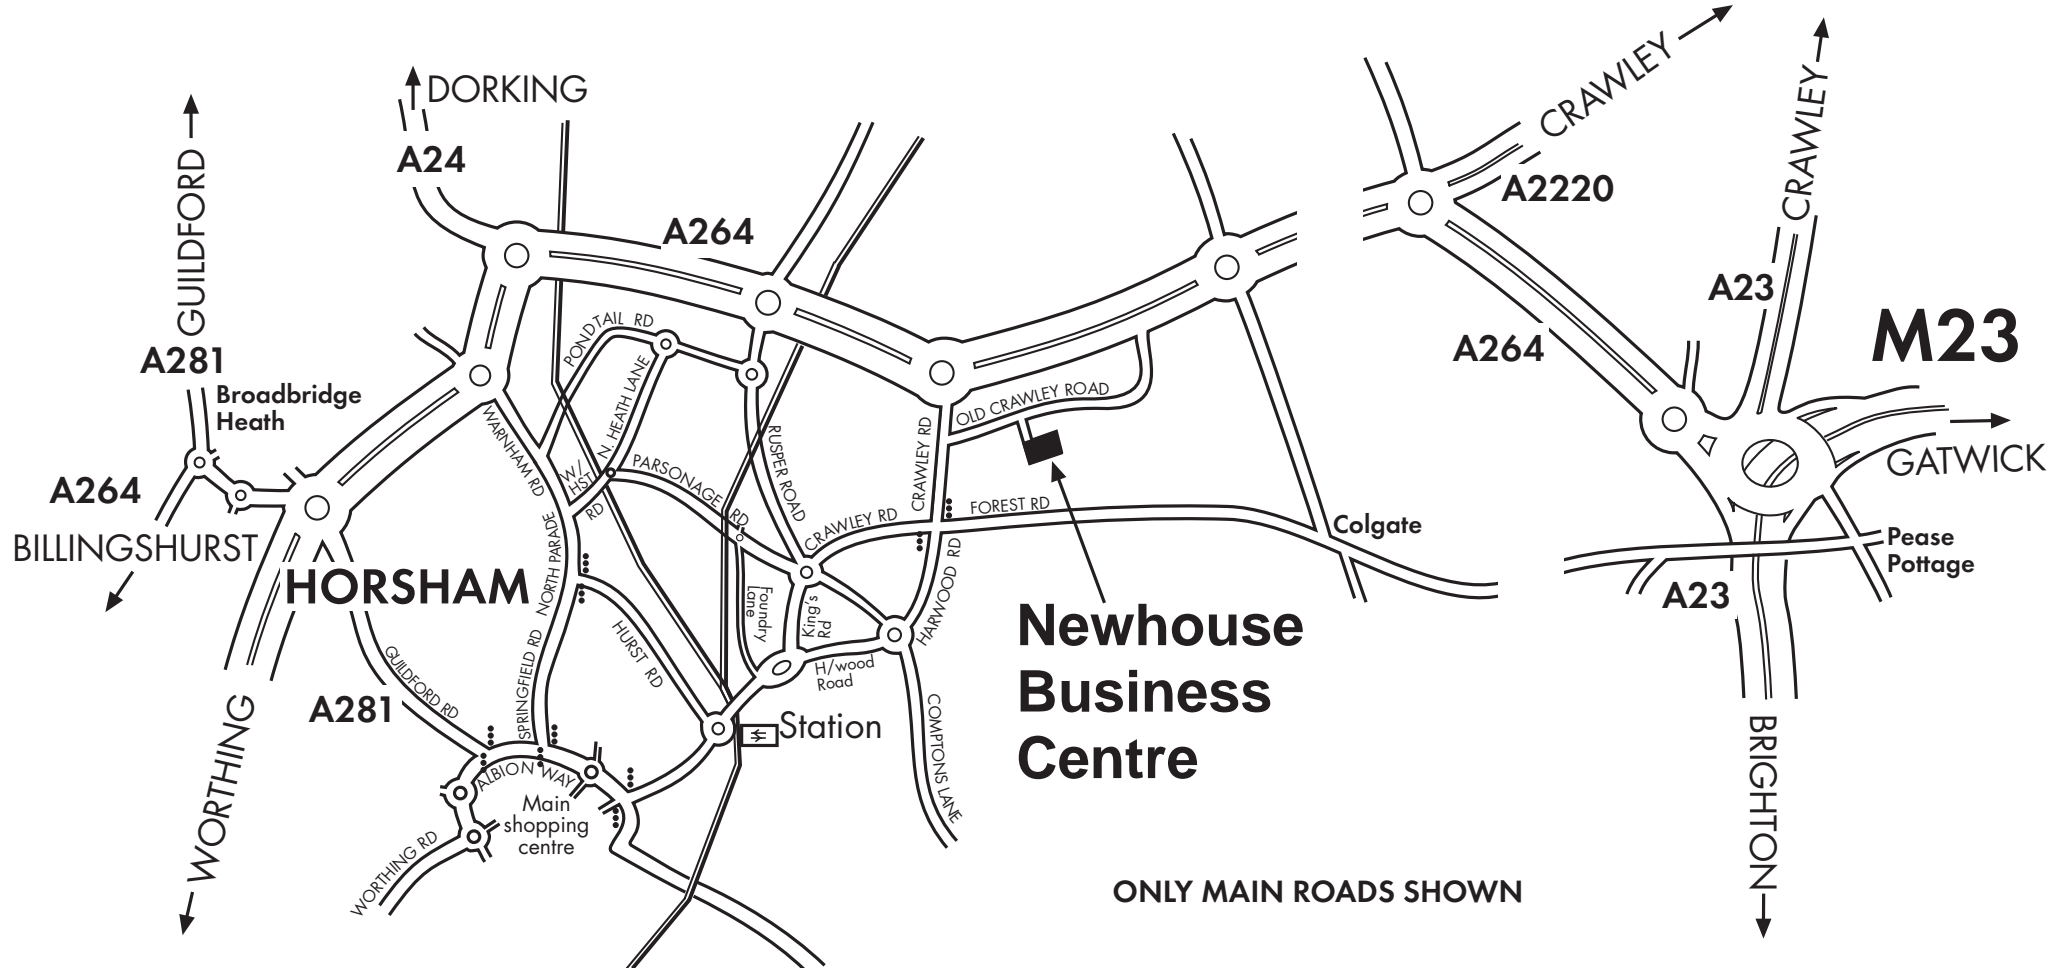 DORKING
A24
GUILDFORD
A281
Broadbridge
Heath
A264
BILLINGSHURST
HORSHAM
WORTHING
A264
POND TAIL RD
N. HEATH LANE
WARNHAM RD
W/
HST
RD
PARSONAGE RD
RUSPER ROAD
NORTH PARADE
SPRINGFIELD RD
HURST RD
Foundry
Lane
King's
Rd
CRAWLEY RD
CRAWLEY RD
OLD CRAWLEY ROAD
FOREST RD
HARWOOD RD
H/wood
Road
COMPTONS LANE
GUILDFORD RD
A281
ALBION WAY
Main
shopping
centre
WORTHING RD
Station
Newhouse
Business
Centre
Colgate
CRAWLEY
A2220
CRAWLEY
A23
A264
M23
GATWICK
Pease
Pottage
A23
BRIGHTON
ONLY MAIN ROADS SHOWN